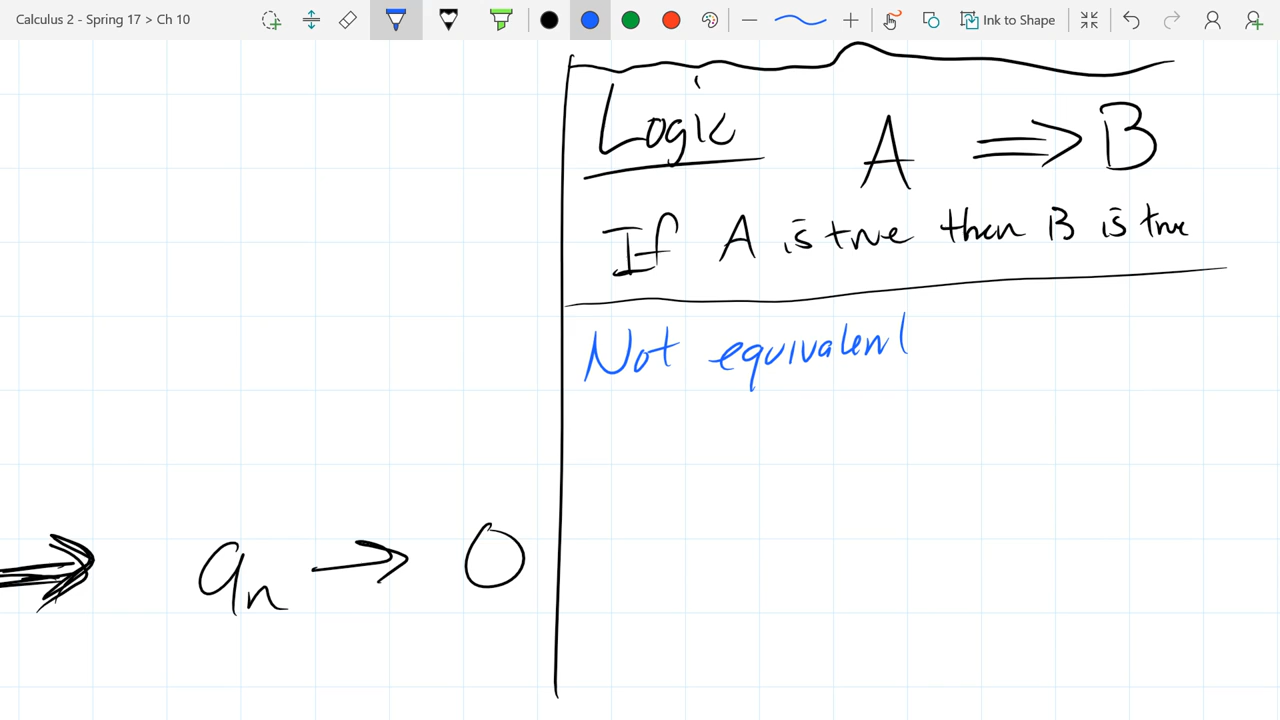 Calculus 2 - Spring 17 > Ch 10
Ink to Shape
Logic A ⟹ B
If A is true then B is true
Not equivalent
⟹ aₙ → 0